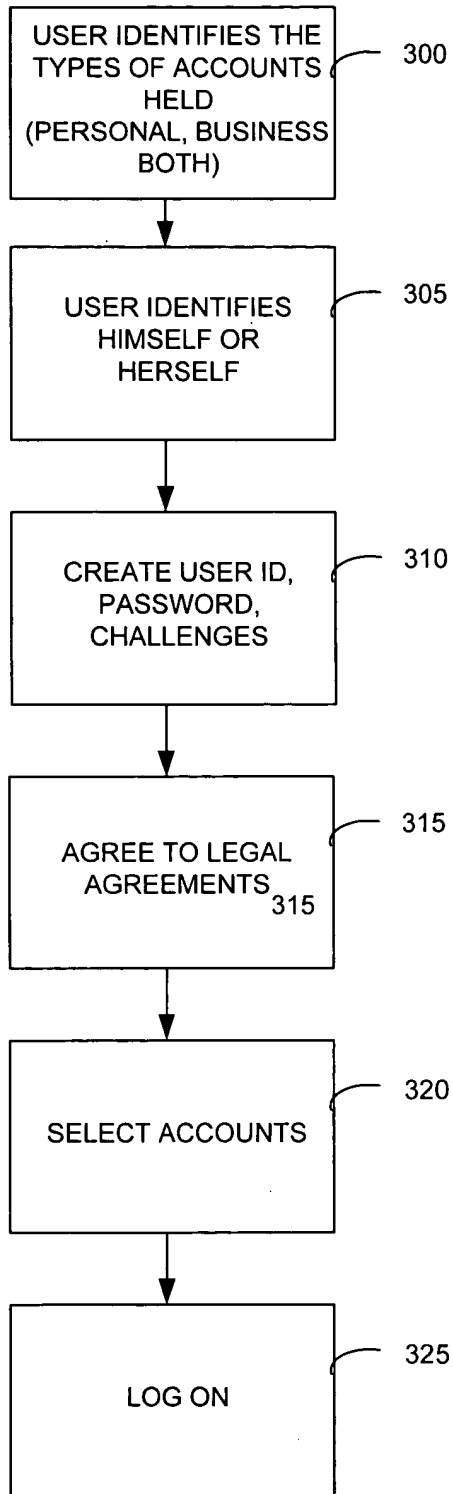 USER IDENTIFIES THE
TYPES OF ACCOUNTS
HELD
(PERSONAL, BUSINESS
BOTH)
300
USER IDENTIFIES
HIMSELF OR
HERSELF
305
CREATE USER ID,
PASSWORD,
CHALLENGES
310
AGREE TO LEGAL
AGREEMENTS
315
315
SELECT ACCOUNTS
320
LOG ON
325